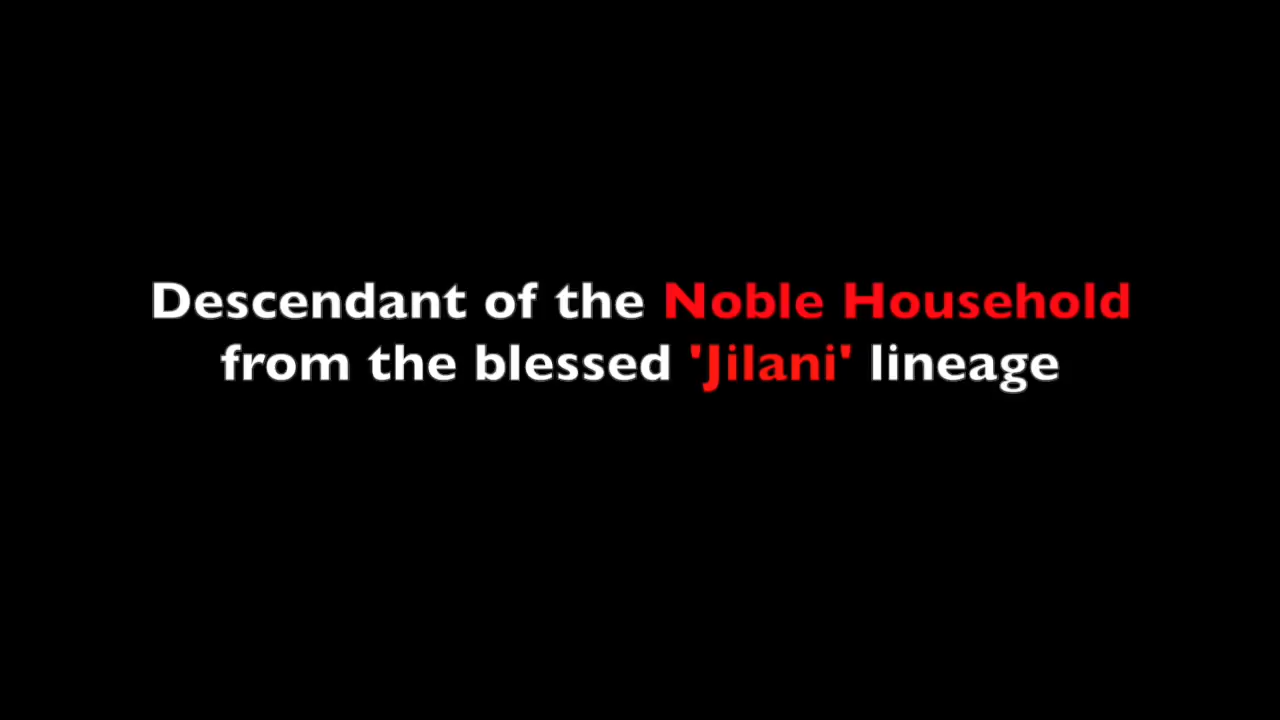 Descendant of the Noble Household
from the blessed 'Jilani' lineage